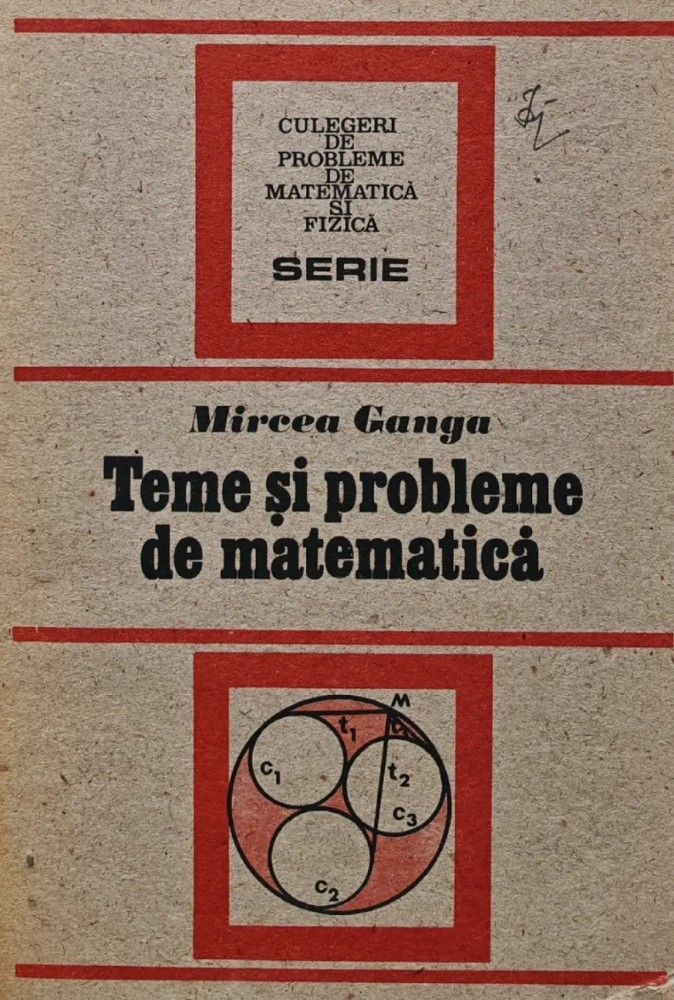 CULEGERI
DE
PROBLEME
DE
MATEMATICĂ
SI
FIZICĂ
SERIE
Mircea Ganga
Teme și probleme
de matematică
M
t₁
C₁
t₂
C₃
C₂